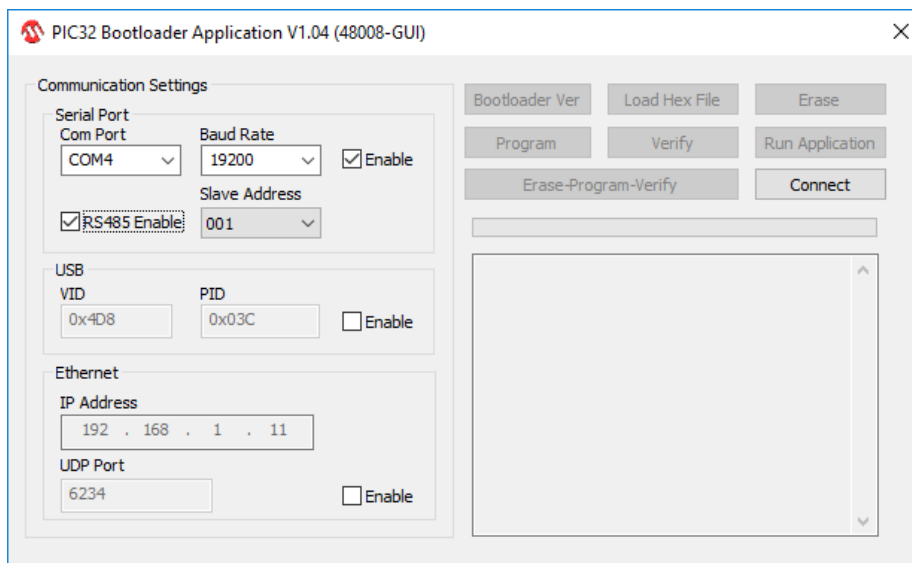 PIC32 Bootloader Application V1.04 (48008-GUI)
Communication Settings
Serial Port
Com Port Baud Rate
COM4 19200 Enable
Slave Address
RS485 Enable 001
USB
VID PID
0x4D8 0x03C Enable
Ethernet
IP Address
192 . 168 . 1 . 11
UDP Port
6234 Enable
Bootloader Ver Load Hex File Erase
Program Verify Run Application
Erase-Program-Verify Connect